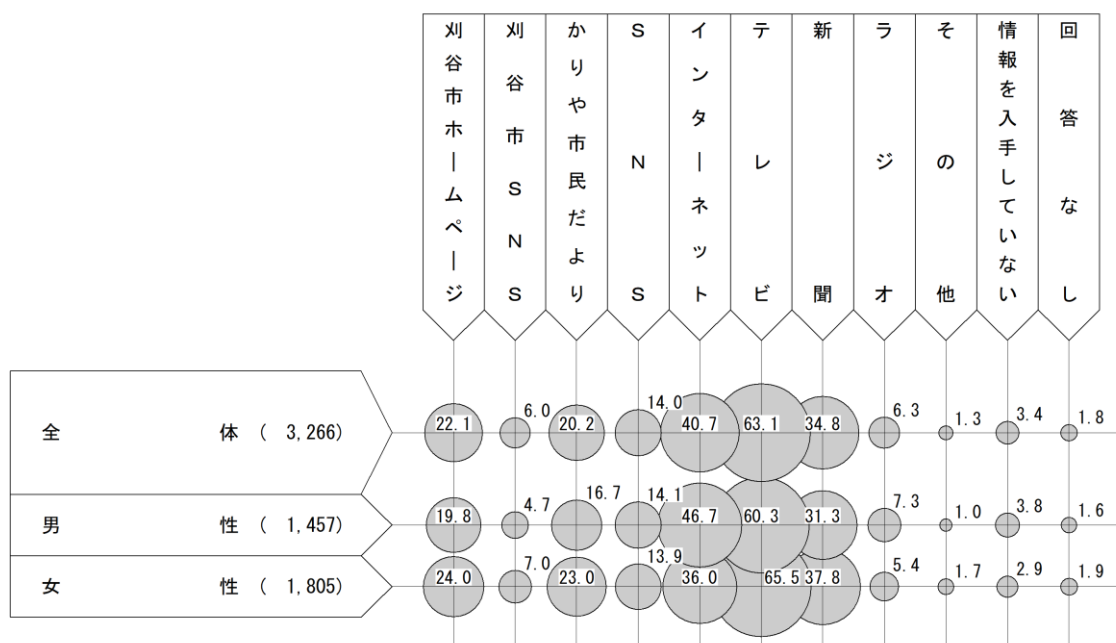 刈谷市ホームページ
刈谷市SNS
かりや市民だより
SNS
インターネット
テレビ
新聞
ラジオ
その他
情報を入手していない
回答なし
全体 ( 3,266)
22.1 6.0 20.2 14.0 40.7 63.1 34.8 6.3 1.3 3.4 1.8
男性 ( 1,457)
19.8 4.7 16.7 14.1 46.7 60.3 31.3 7.3 1.0 3.8 1.6
女性 ( 1,805)
24.0 7.0 23.0 13.9 36.0 65.5 37.8 5.4 1.7 2.9 1.9